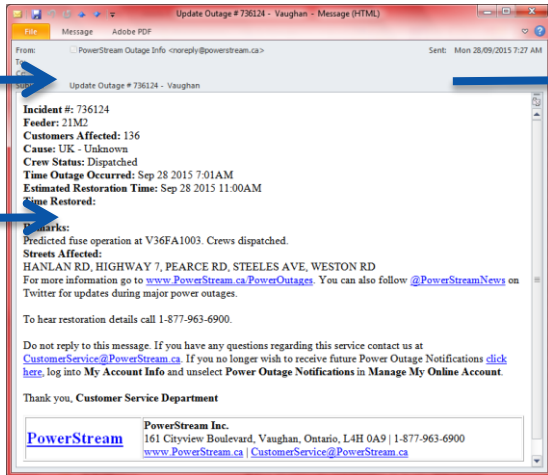 Update Outage # 736124 - Vaughan - Message (HTML)
File Message Adobe PDF
From: PowerStream Outage Info <noreply@powerstream.ca> Sent: Mon 28/09/2015 7:27 AM
To:
Update Outage # 736124 - Vaughan
Incident #: 736124
Feeder: 21M2
Customers Affected: 136
Cause: UK - Unknown
Crew Status: Dispatched
Time Outage Occurred: Sep 28 2015 7:01AM
Estimated Restoration Time: Sep 28 2015 11:00AM
Time Restored:
Remarks:
Predicted fuse operation at V36FA1003. Crews dispatched.
Streets Affected:
HANLAN RD, HIGHWAY 7, PEARCE RD, STEELES AVE, WESTON RD
For more information go to www.PowerStream.ca/PowerOutages. You can also follow @PowerStreamNews on
Twitter for updates during major power outages.
To hear restoration details call 1-877-963-6900.
Do not reply to this message. If you have any questions regarding this service contact us at
CustomerService@PowerStream.ca. If you no longer wish to receive future Power Outage Notifications click
here, log into My Account Info and unselect Power Outage Notifications in Manage My Online Account.
Thank you, Customer Service Department
PowerStream
PowerStream Inc.
161 Cityview Boulevard, Vaughan, Ontario, L4H 0A9 | 1-877-963-6900
www.PowerStream.ca | CustomerService@PowerStream.ca